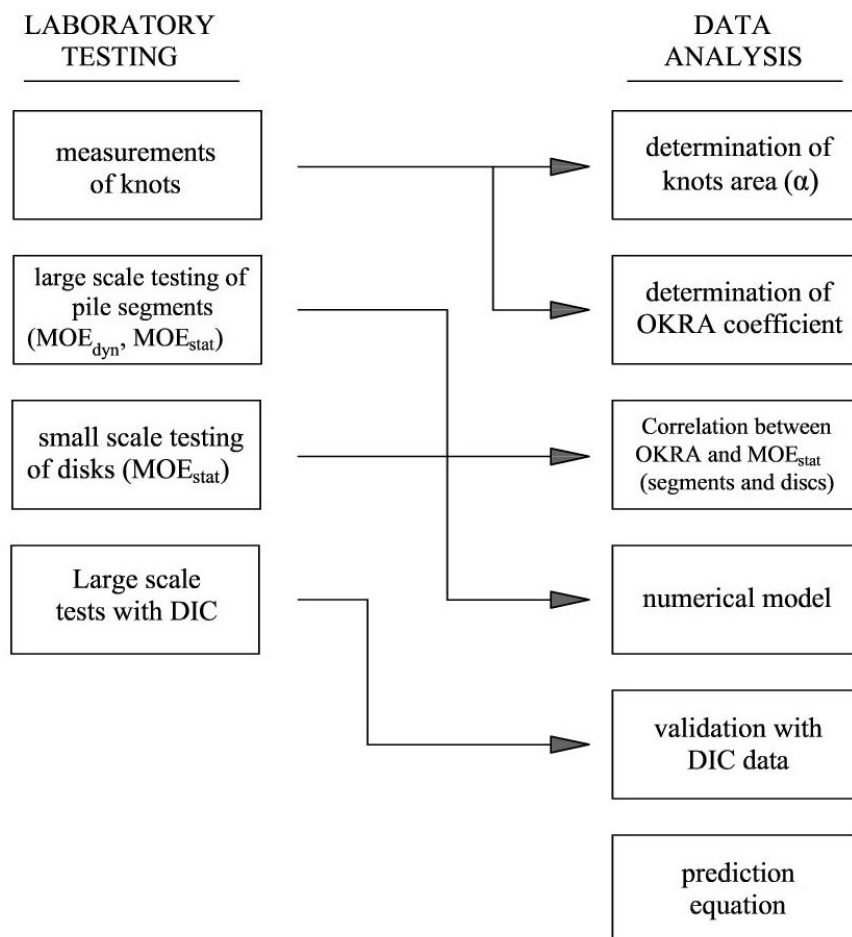 LABORATORY
TESTING
measurements
of knots
large scale testing of
pile segments
(MOEdyn, MOEstat)
small scale testing
of disks (MOEstat)
Large scale
tests with DIC
DATA
ANALYSIS
determination of
knots area (α)
determination of
OKRA coefficient
Correlation between
OKRA and MOEstat
(segments and discs)
numerical model
validation with
DIC data
prediction
equation